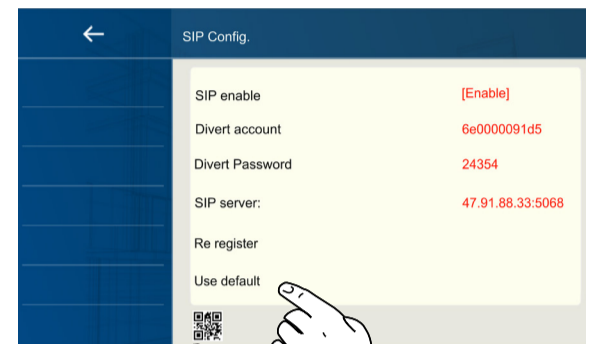 SIP Config.
SIP enable [Enable]
Divert account 6e0000091d5
Divert Password 24354
SIP server: 47.91.88.33:5068
Re register
Use default